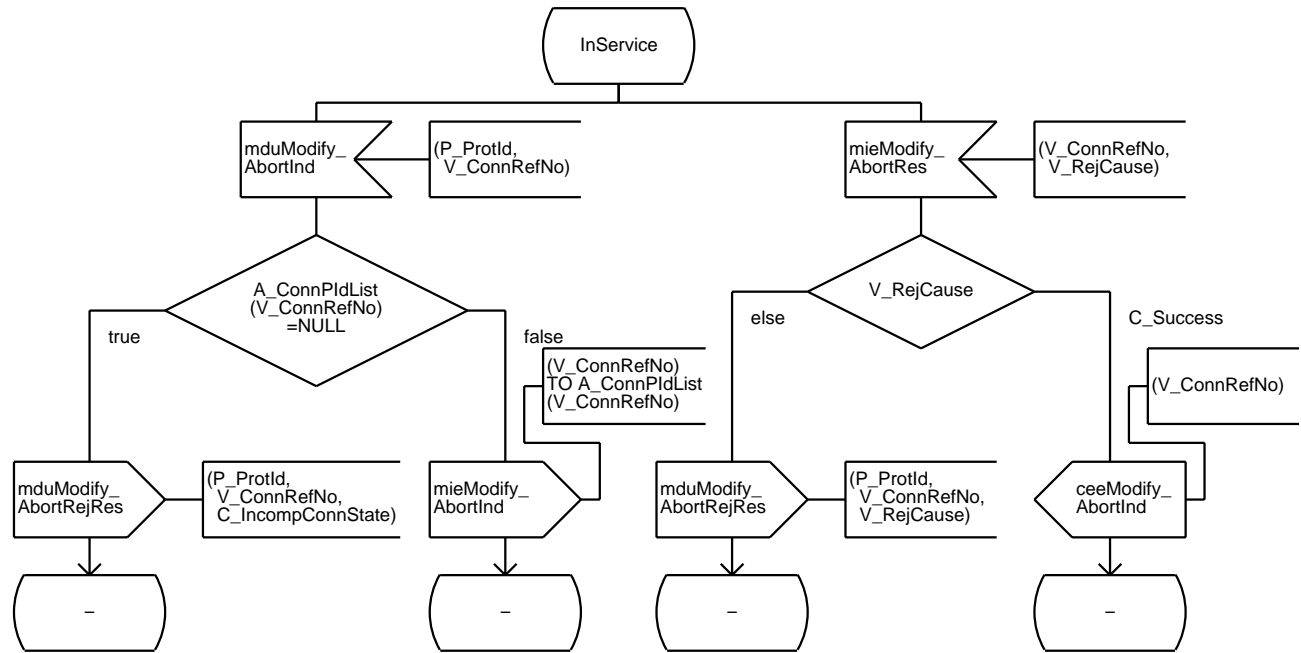 InService
mduModify_
AbortInd
(P_ProtId,
V_ConnRefNo)
mieModify_
AbortRes
(V_ConnRefNo,
V_RejCause)
A_ConnPIdList
(V_ConnRefNo)
=NULL
V_RejCause
true
false
else
C_Success
(V_ConnRefNo)
TO A_ConnPIdList
(V_ConnRefNo)
(V_ConnRefNo)
mduModify_
AbortRejRes
(P_ProtId,
V_ConnRefNo,
C_IncompConnState)
mieModify_
AbortInd
mduModify_
AbortRejRes
(P_ProtId,
V_ConnRefNo,
V_RejCause)
ceeModify_
AbortInd
–
–
–
–